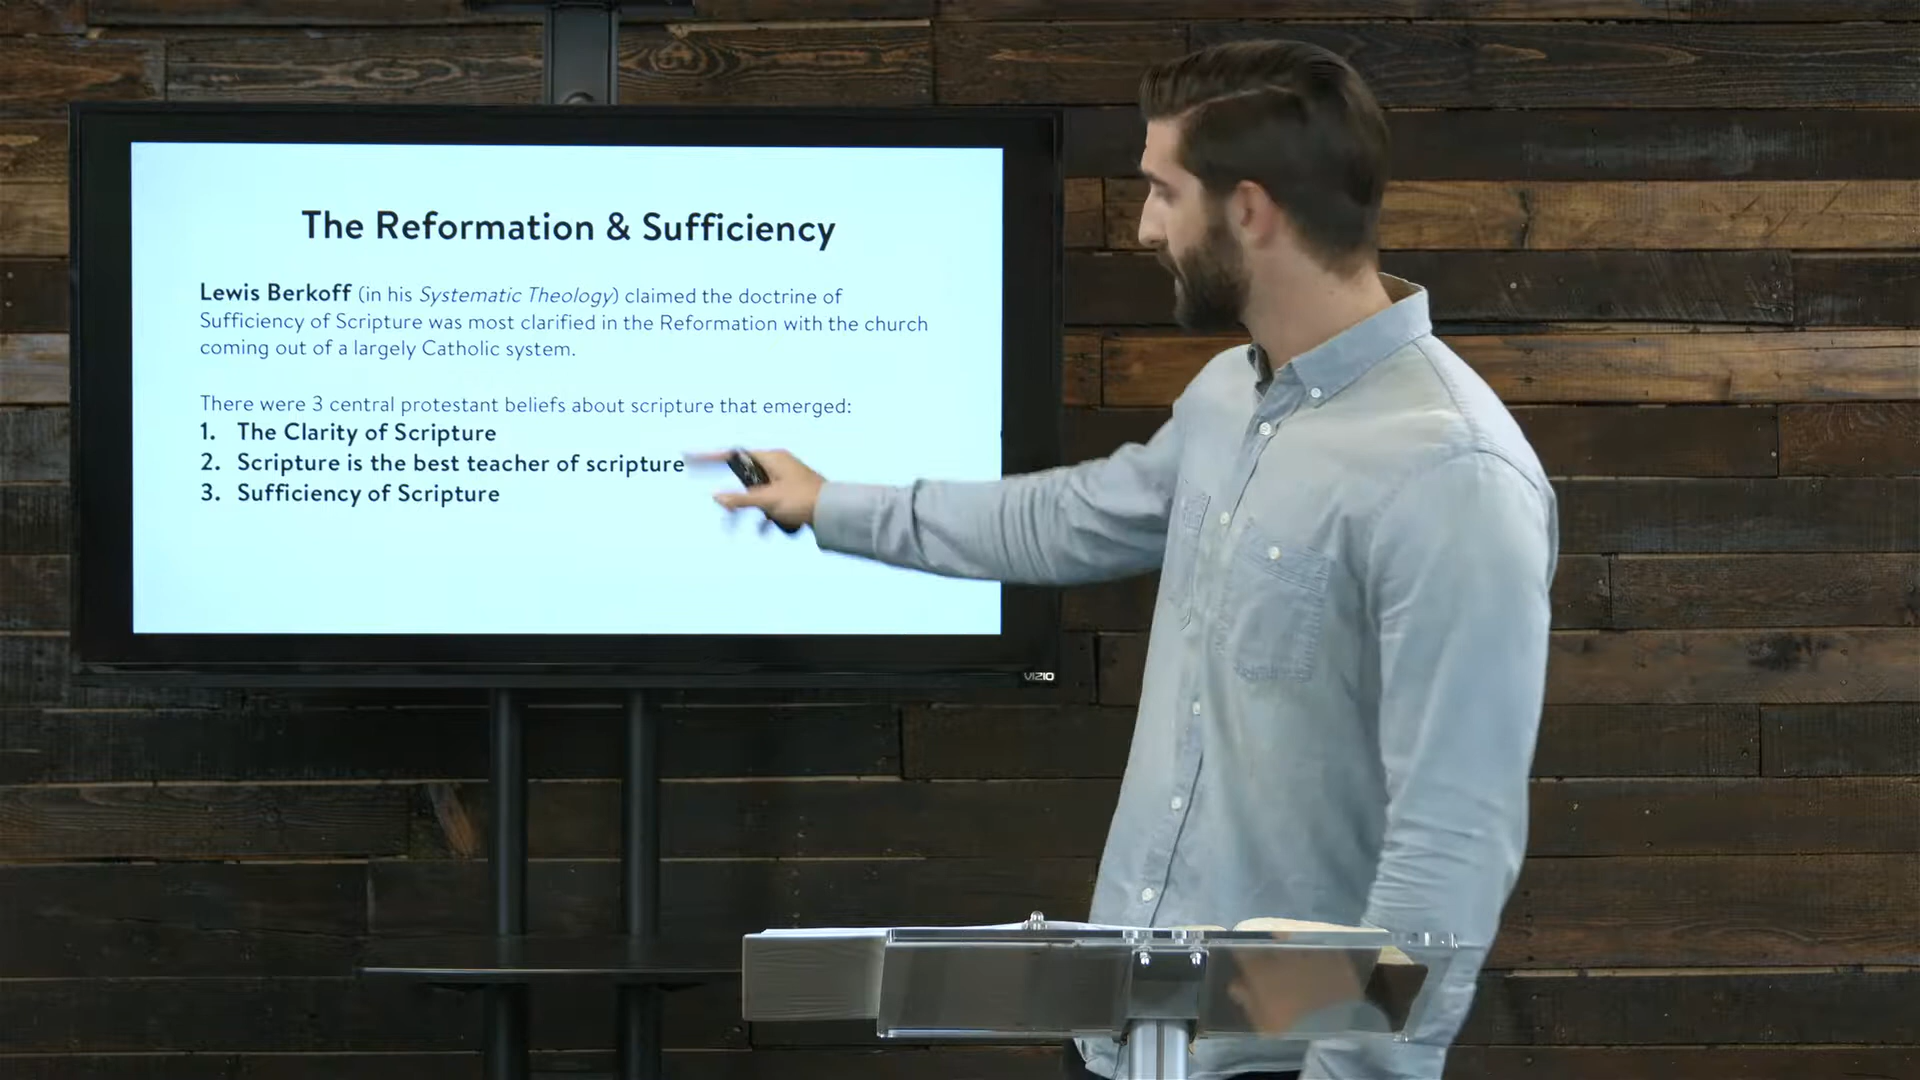 The Reformation & Sufficiency
Lewis Berkoff (in his Systematic Theology) claimed the doctrine of
Sufficiency of Scripture was most clarified in the Reformation with the church
coming out of a largely Catholic system.
There were 3 central protestant beliefs about scripture that emerged:
1. The Clarity of Scripture
2. Scripture is the best teacher of scripture
3. Sufficiency of Scripture
VIZIO